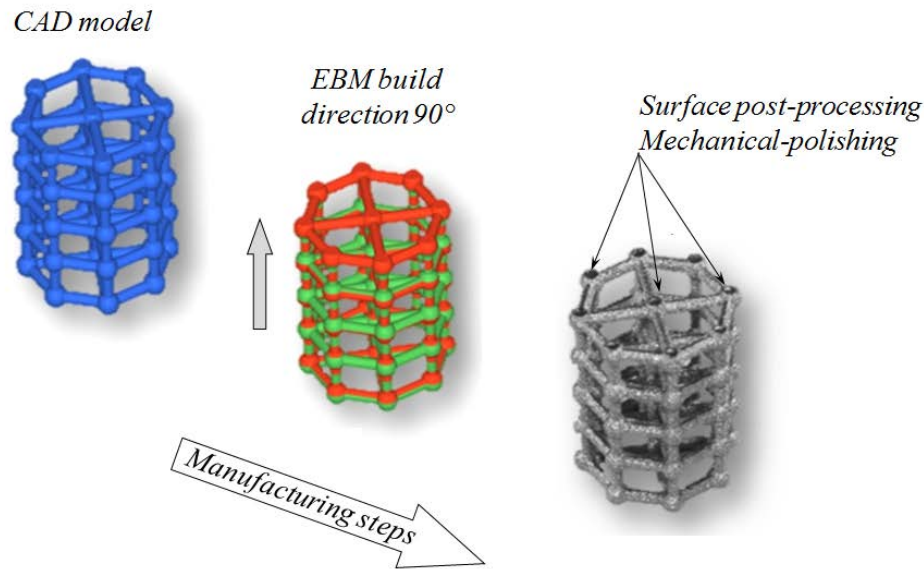 CAD model
EBM build
direction 90°
Surface post-processing
Mechanical-polishing
Manufacturing steps